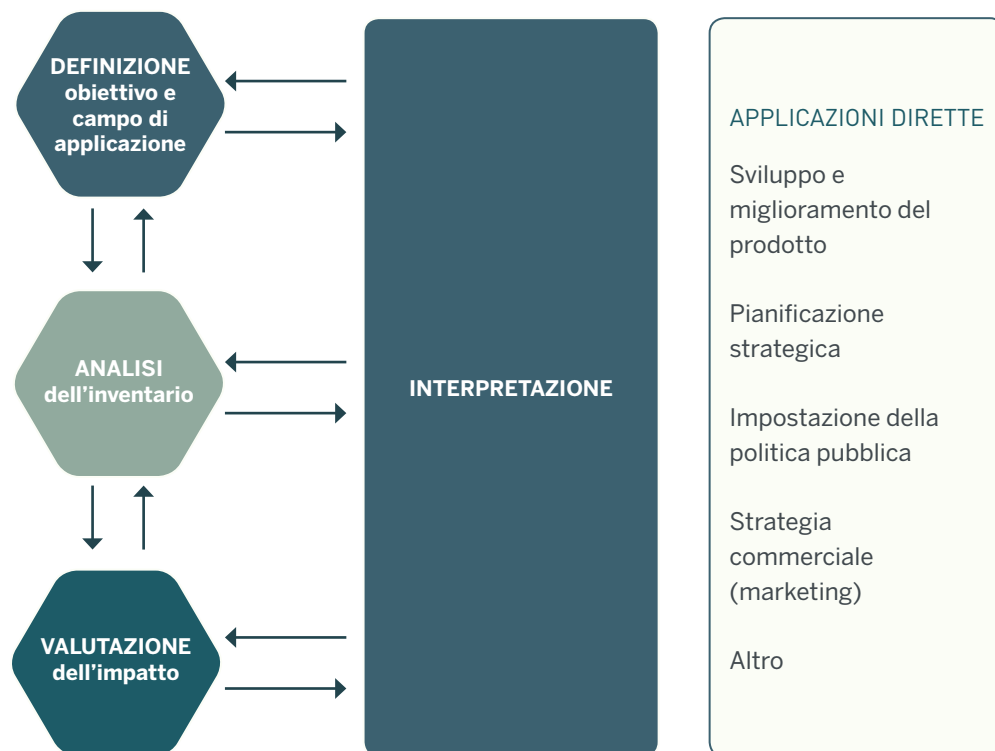 DEFINIZIONE
obiettivo e
campo di
applicazione
ANALISI
dell'inventario
VALUTAZIONE
dell'impatto
INTERPRETAZIONE
APPLICAZIONI DIRETTE
Sviluppo e
miglioramento del
prodotto
Pianificazione
strategica
Impostazione della
politica pubblica
Strategia
commerciale
(marketing)
Altro